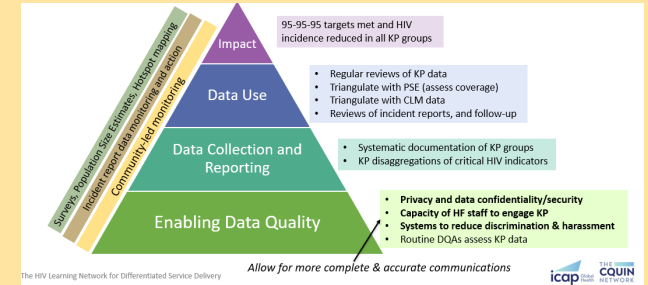 Surveys, Population Size Estimates, Hotspot mapping
Incident report data monitoring and action
Community-led monitoring
Impact
95-95-95 targets met and HIV
incidence reduced in all KP groups
Data Use
• Regular reviews of KP data
• Triangulate with PSE (assess coverage)
• Triangulate with CLM data
• Reviews of incident reports, and follow-up
Data Collection and
Reporting
• Systematic documentation of KP groups
• KP disaggregations of critical HIV indicators
Enabling Data Quality
• Privacy and data confidentiality/security
• Capacity of HF staff to engage KP
• Systems to reduce discrimination & harassment
• Routine DQAs assess KP data
Allow for more complete & accurate communications
The HIV Learning Network for Differentiated Service Delivery
icap Global Health
THE CQUIN NETWORK